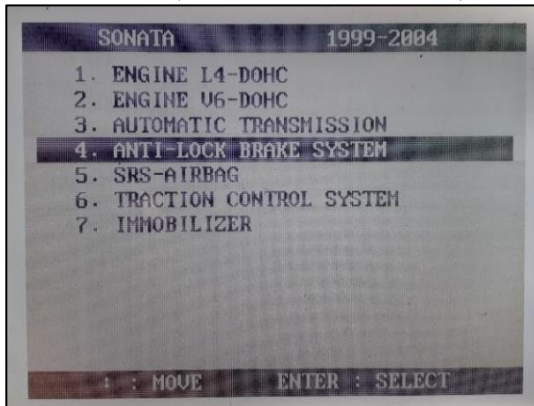 SONATA 1999-2004
1. ENGINE L4-DOHC
2. ENGINE V6-DOHC
3. AUTOMATIC TRANSMISSION
4. ANTI-LOCK BRAKE SYSTEM
5. SRS-AIRBAG
6. TRACTION CONTROL SYSTEM
7. IMMOBILIZER
: : MOVE ENTER : SELECT